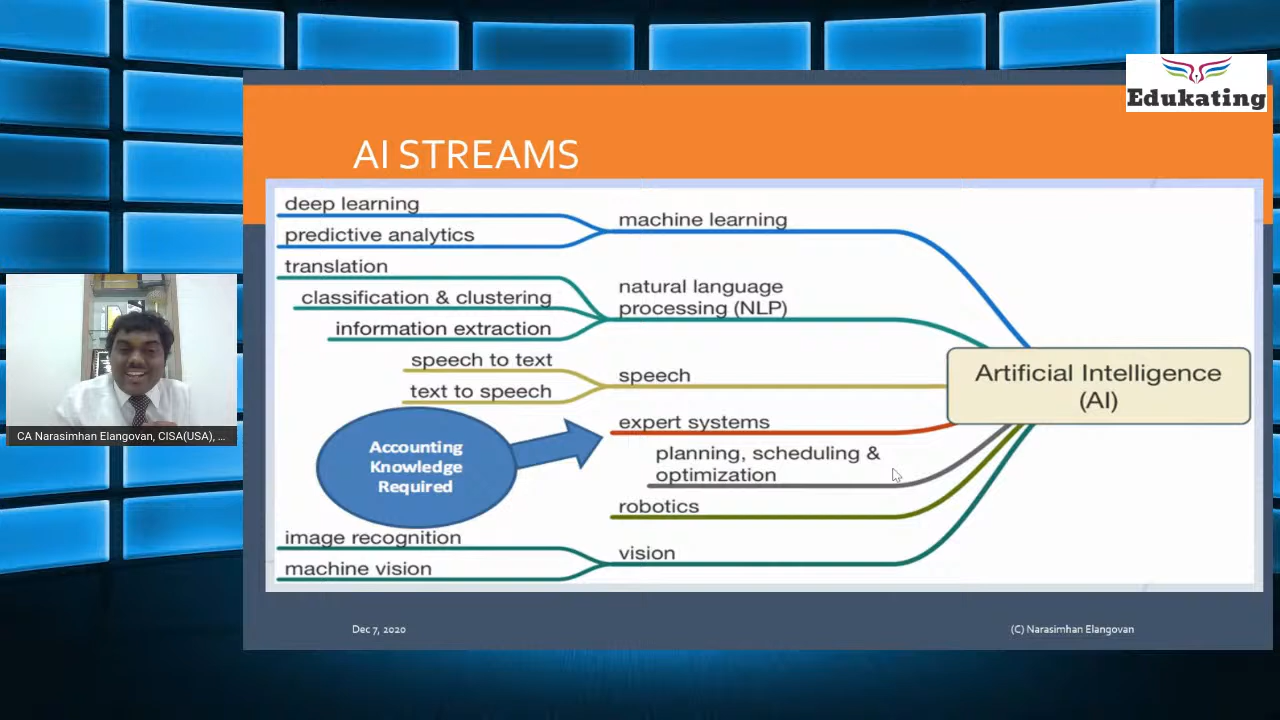 Edukating
AI STREAMS
deep learning
predictive analytics
machine learning
translation
classification & clustering
information extraction
natural language
processing (NLP)
speech to text
text to speech
speech
Artificial Intelligence
(AI)
expert systems
Accounting
Knowledge
Required
planning, scheduling &
optimization
robotics
image recognition
machine vision
vision
CA Narasimhan Elangovan, CISA(USA), ...
Dec 7, 2020
(C) Narasimhan Elangovan